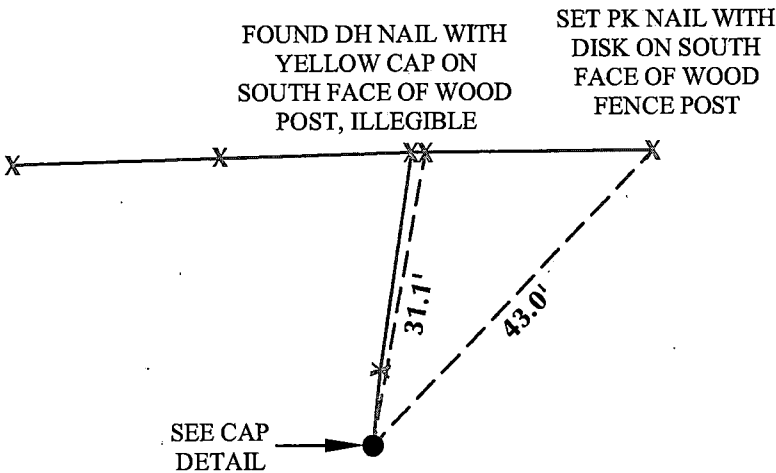 FOUND DH NAIL WITH
YELLOW CAP ON
SOUTH FACE OF WOOD
POST, ILLEGIBLE
SET PK NAIL WITH
DISK ON SOUTH
FACE OF WOOD
FENCE POST
31.1'
43.0'
SEE CAP
DETAIL